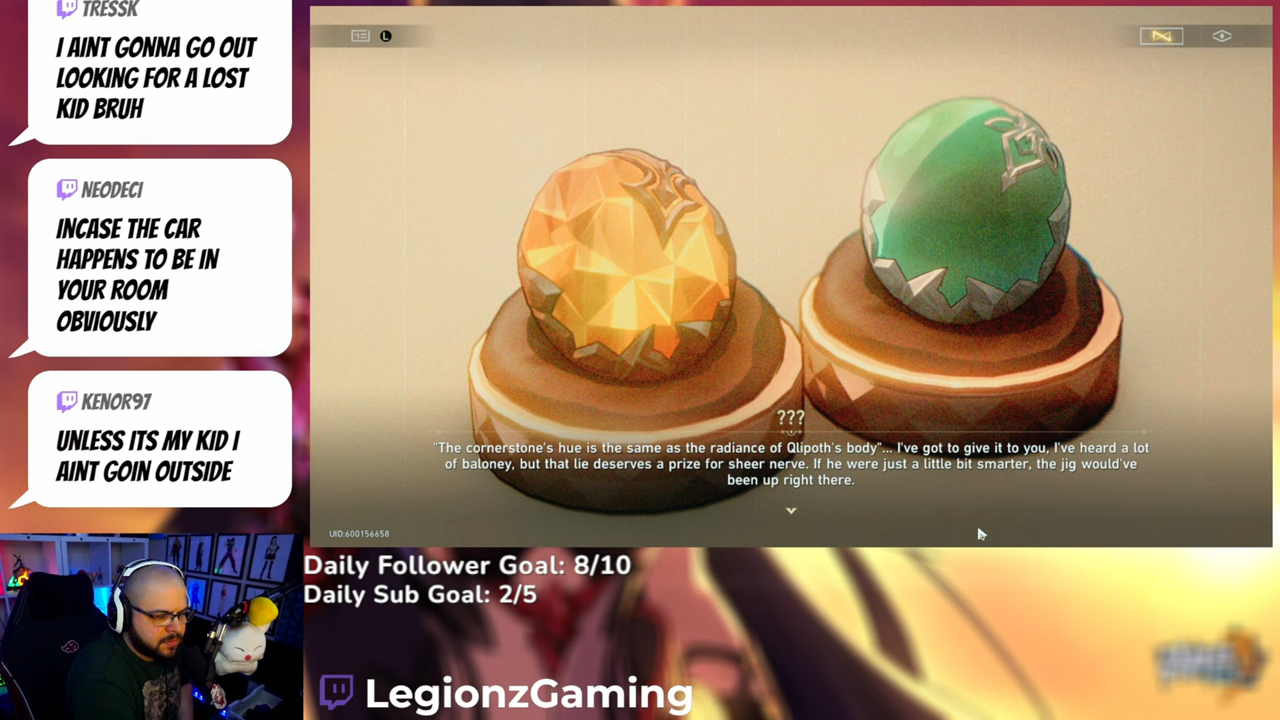 TRESSK
I AINT GONNA GO OUT
LOOKING FOR A LOST
KID BRUH
NEODECI
INCASE THE CAR
HAPPENS TO BE IN
YOUR ROOM
OBVIOUSLY
KENOR97
UNLESS ITS MY KID I
AINT GOIN OUTSIDE
L
???
"The cornerstone's hue is the same as the radiance of Qlipoth's body"... I've got to give it to you, I've heard a lot
of baloney, but that lie deserves a prize for sheer nerve. If he were just a little bit smarter, the jig would've
been up right there.
UID:600156658
Daily Follower Goal: 8/10
Daily Sub Goal: 2/5
LegionzGaming